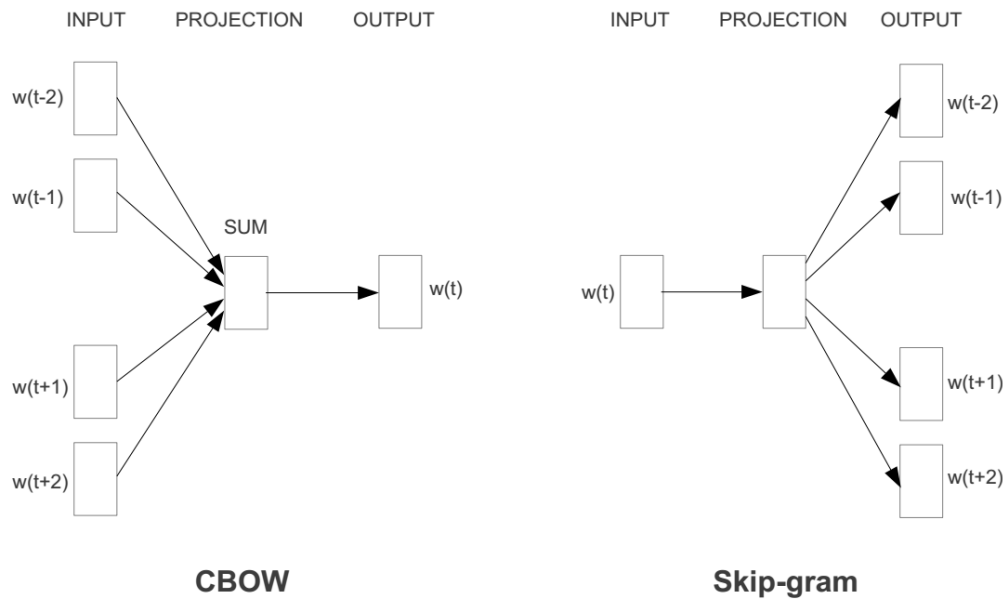 INPUT PROJECTION OUTPUT
w(t-2)
w(t-1)
SUM
w(t)
w(t+1)
w(t+2)
CBOW
INPUT PROJECTION OUTPUT
w(t-2)
w(t-1)
w(t)
w(t+1)
w(t+2)
Skip-gram